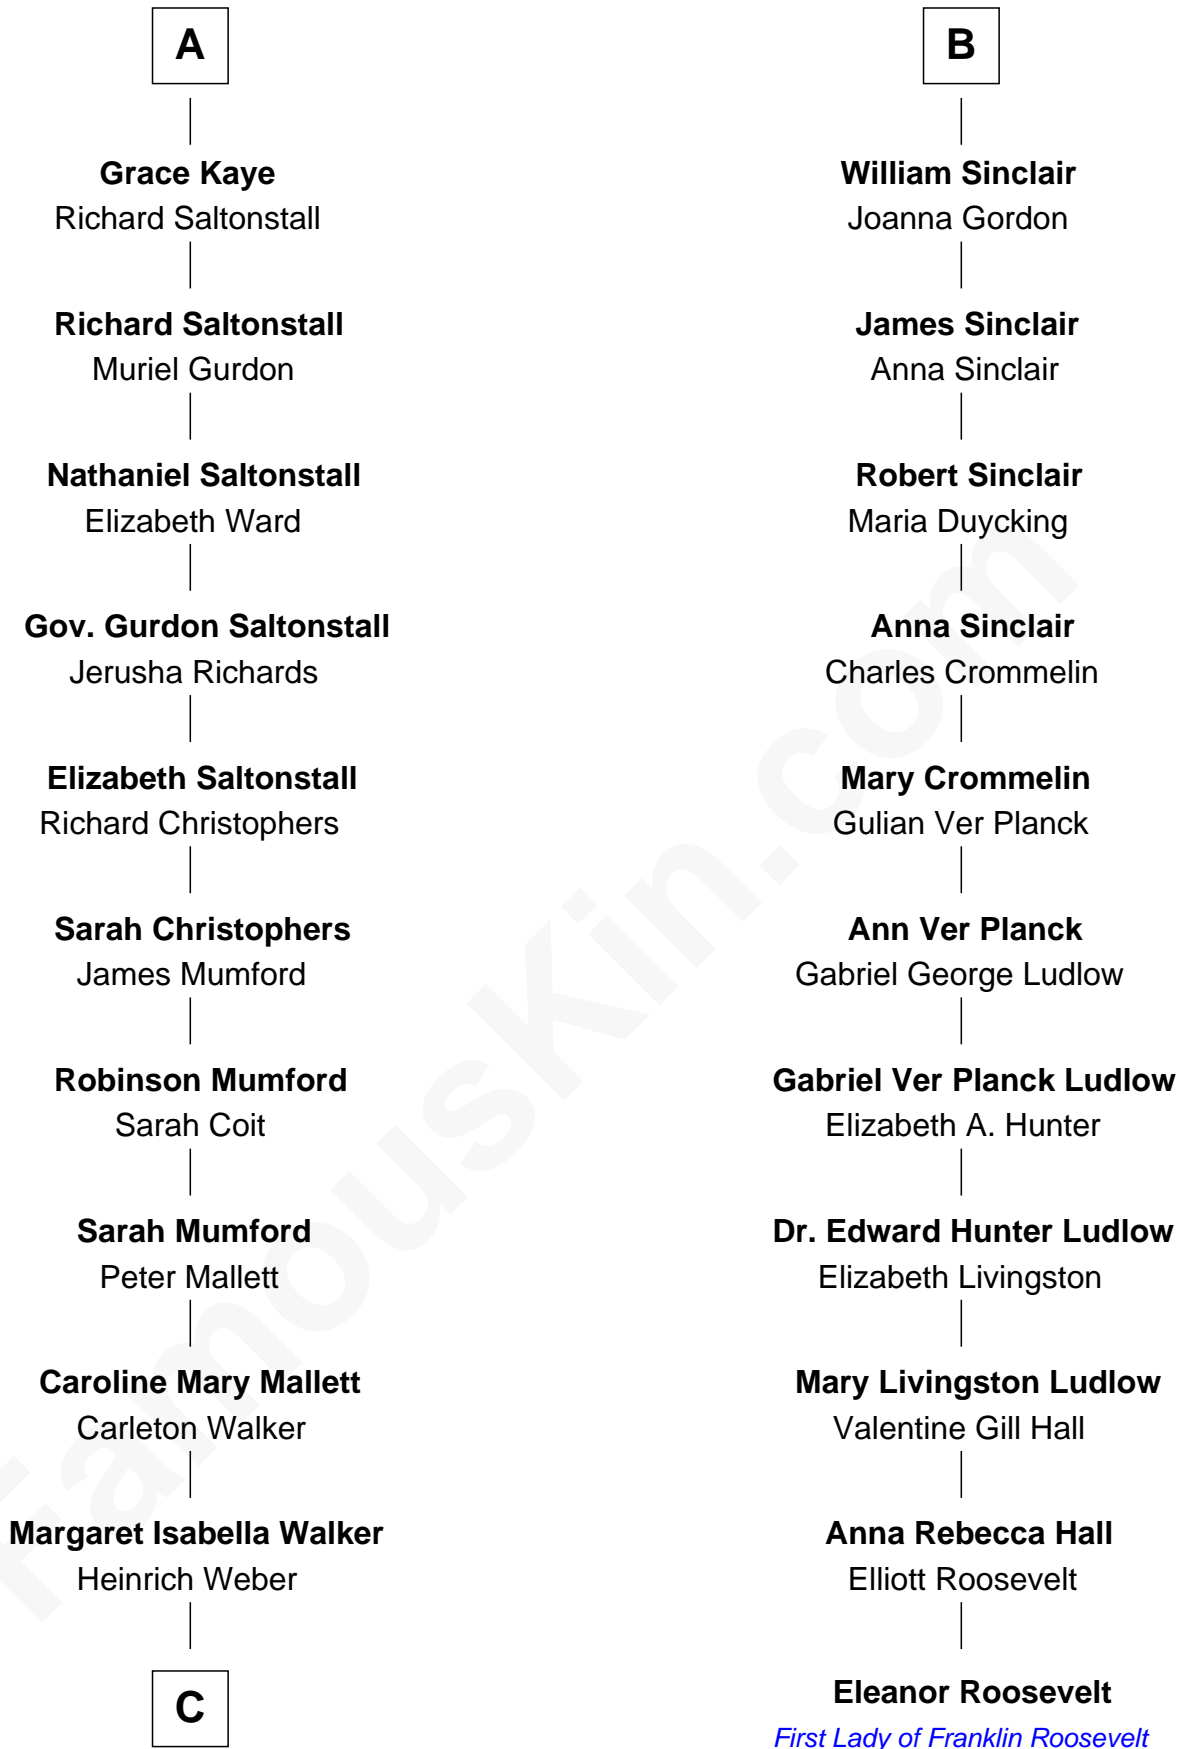 A
Grace Kaye
Richard Saltonstall
Richard Saltonstall
Muriel Gurdon
Nathaniel Saltonstall
Elizabeth Ward
Gov. Gurdon Saltonstall
Jerusha Richards
Elizabeth Saltonstall
Richard Christophers
Sarah Christophers
James Mumford
Robinson Mumford
Sarah Coit
Sarah Mumford
Peter Mallett
Caroline Mary Mallett
Carleton Walker
Margaret Isabella Walker
Heinrich Weber
C
B
William Sinclair
Joanna Gordon
James Sinclair
Anna Sinclair
Robert Sinclair
Maria Duycking
Anna Sinclair
Charles Crommelin
Mary Crommelin
Gulian Ver Planck
Ann Ver Planck
Gabriel George Ludlow
Gabriel Ver Planck Ludlow
Elizabeth A. Hunter
Dr. Edward Hunter Ludlow
Elizabeth Livingston
Mary Livingston Ludlow
Valentine Gill Hall
Anna Rebecca Hall
Elliott Roosevelt
Eleanor Roosevelt
First Lady of Franklin Roosevelt
FamousKin.com